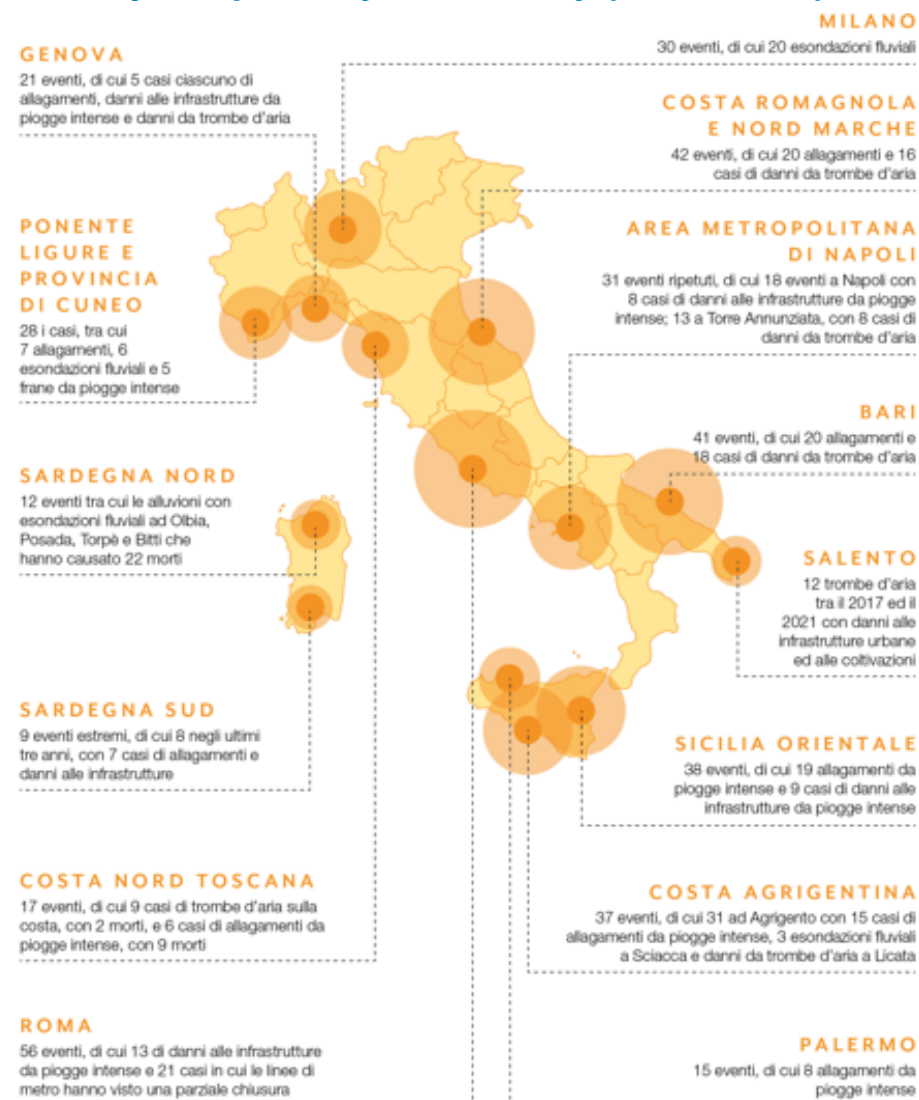 MILANO
30 eventi, di cui 20 esondazioni fluviali
GENOVA
21 eventi, di cui 5 casi ciascuno di
allagamenti, danni alle infrastrutture da
piogge intense e danni da trombe d'aria
COSTA ROMAGNOLA
E NORD MARCHE
42 eventi, di cui 20 allagamenti e 16
casi di danni da trombe d'aria
PONENTE
LIGURE E
PROVINCIA
DI CUNEO
28 i casi, tra cui
7 allagamenti, 6
esondazioni fluviali e 5
frane da piogge intense
AREA METROPOLITANA
DI NAPOLI
31 eventi ripetuti, di cui 18 eventi a Napoli con
8 casi di danni alle infrastrutture da piogge
intense; 13 a Torre Annunziata, con 8 casi di
danni da trombe d'aria
BARI
41 eventi, di cui 20 allagamenti e
18 casi di danni da trombe d'aria
SARDEGNA NORD
12 eventi tra cui le alluvioni con
esondazioni fluviali ad Olbia,
Posada, Torpè e Bitti che
hanno causato 22 morti
SALENTO
12 trombe d'aria
tra il 2017 ed il
2021 con danni alle
infrastrutture urbane
ed alle coltivazioni
SARDEGNA SUD
9 eventi estremi, di cui 8 negli ultimi
tre anni, con 7 casi di allagamenti e
danni alle infrastrutture
SICILIA ORIENTALE
38 eventi, di cui 19 allagamenti da
piogge intense e 9 casi di danni alle
infrastrutture da piogge intense
COSTA NORD TOSCANA
17 eventi, di cui 9 casi di trombe d'aria sulla
costa, con 2 morti, e 6 casi di allagamenti da
piogge intense, con 9 morti
COSTA AGRIGENTINA
37 eventi, di cui 31 ad Agrigento con 15 casi di
allagamenti da piogge intense, 3 esondazioni fluviali
a Sciacca e danni da trombe d'aria a Licata
ROMA
56 eventi, di cui 13 di danni alle infrastrutture
da piogge intense e 21 casi in cui le linee di
metro hanno visto una parziale chiusura
PALERMO
15 eventi, di cui 8 allagamenti da
piogge intense